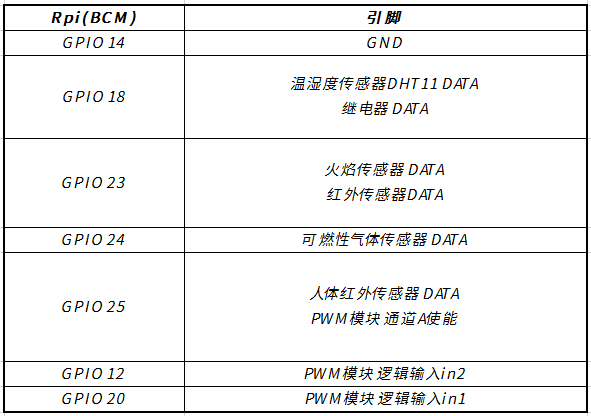 Rpi(BCM) 引脚
GPIO 14 GND
GPIO 18 温湿度传感器DHT11 DATA
继电器 DATA
GPIO 23 火焰传感器 DATA
红外传感器DATA
GPIO 24 可燃性气体传感器 DATA
GPIO 25 人体红外传感器 DATA
PWM模块 通道A使能
GPIO 12 PWM模块 逻辑输入in2
GPIO 20 PWM模块 逻辑输入in1